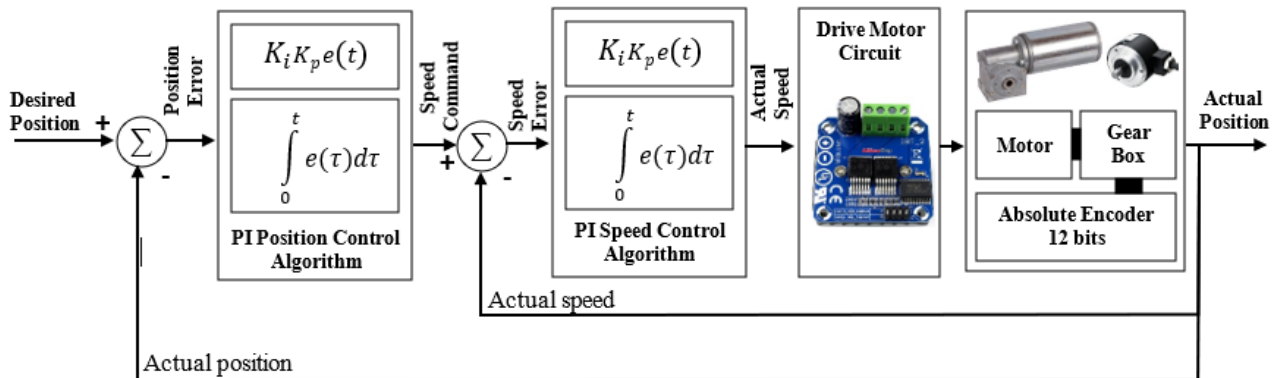 Desired
Position
+
-
Σ
Position
Error
K_i K_p e(t)
t
∫ e(τ)dτ
0
PI Position Control
Algorithm
Speed
Command
+
-
Σ
Speed
Error
K_i K_p e(t)
t
∫ e(τ)dτ
0
PI Speed Control
Algorithm
Actual
Speed
Drive Motor
Circuit
Motor
Gear
Box
Absolute Encoder
12 bits
Actual
Position
Actual speed
Actual position